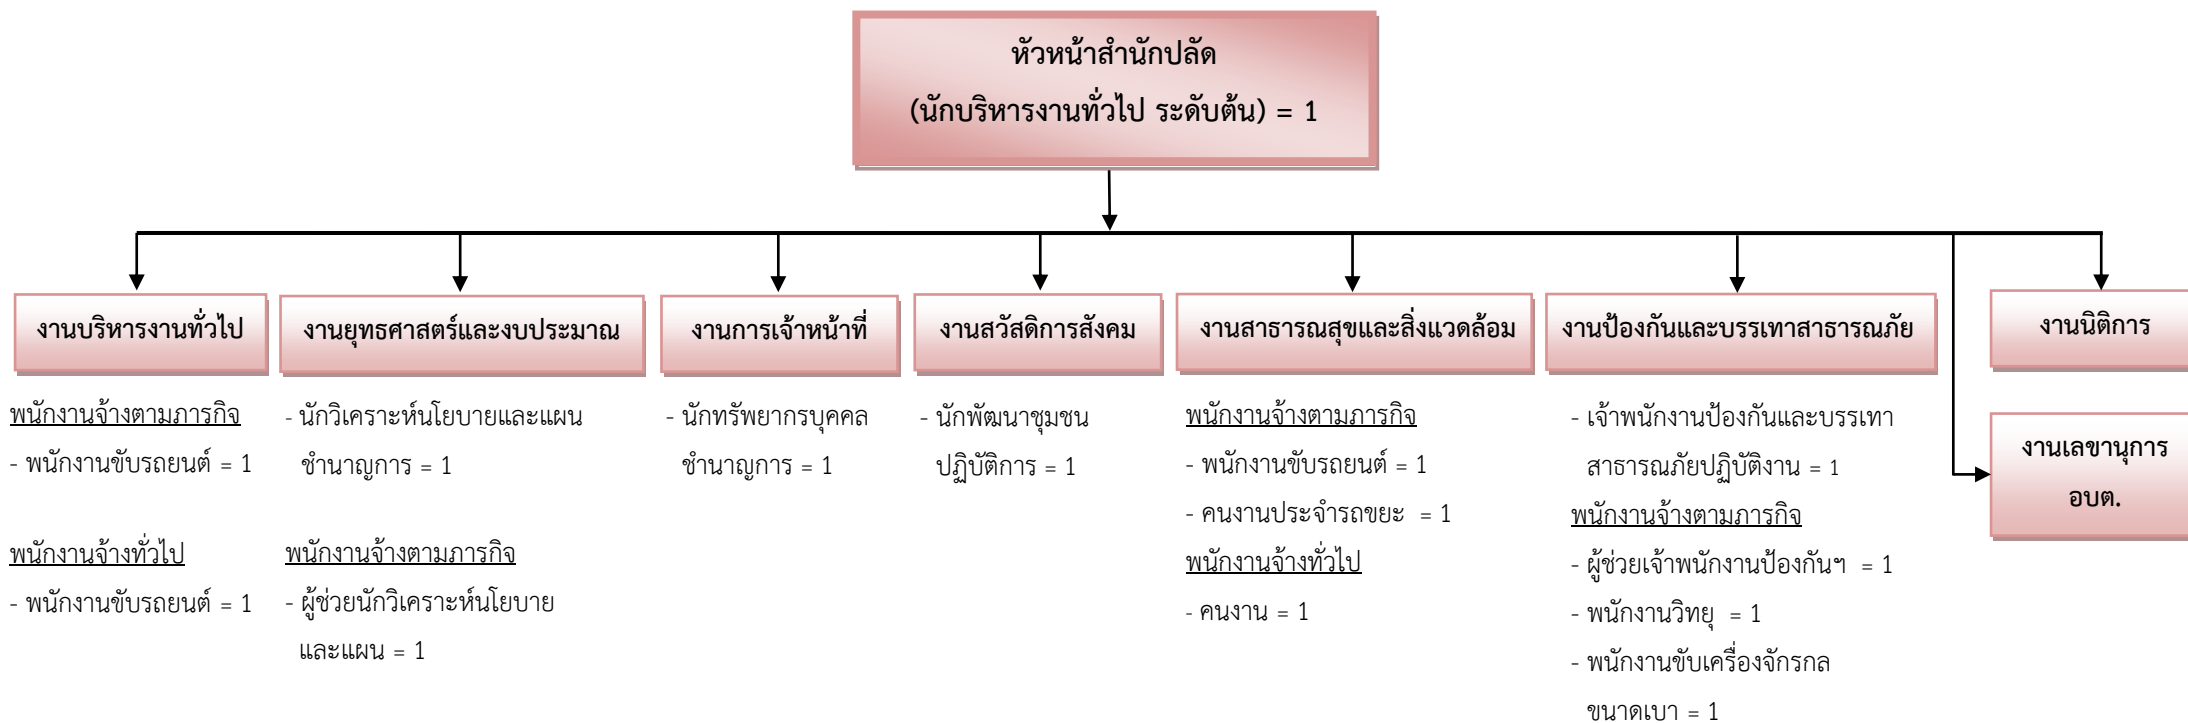 หัวหน้าสำนักปลัด
(นักบริหารงานทั่วไป ระดับต้น) = 1
งานบริหารงานทั่วไป
พนักงานจ้างตามภารกิจ
- พนักงานขับรถยนต์ = 1
พนักงานจ้างทั่วไป
- พนักงานขับรถยนต์ = 1
งานยุทธศาสตร์และงบประมาณ
- นักวิเคราะห์นโยบายและแผน
ชำนาญการ = 1
พนักงานจ้างตามภารกิจ
- ผู้ช่วยนักวิเคราะห์นโยบาย
และแผน = 1
งานการเจ้าหน้าที่
- นักทรัพยากรบุคคล
ชำนาญการ = 1
งานสวัสดิการสังคม
- นักพัฒนาชุมชน
ปฏิบัติการ = 1
งานสาธารณสุขและสิ่งแวดล้อม
พนักงานจ้างตามภารกิจ
- พนักงานขับรถยนต์ = 1
- คนงานประจำรถขยะ = 1
พนักงานจ้างทั่วไป
- คนงาน = 1
งานป้องกันและบรรเทาสาธารณภัย
- เจ้าพนักงานป้องกันและบรรเทา
สาธารณภัยปฏิบัติงาน = 1
พนักงานจ้างตามภารกิจ
- ผู้ช่วยเจ้าพนักงานป้องกันฯ = 1
- พนักงานวิทยุ = 1
- พนักงานขับเครื่องจักรกล
ขนาดเบา = 1
งานนิติการ
งานเลขานุการ
อบต.